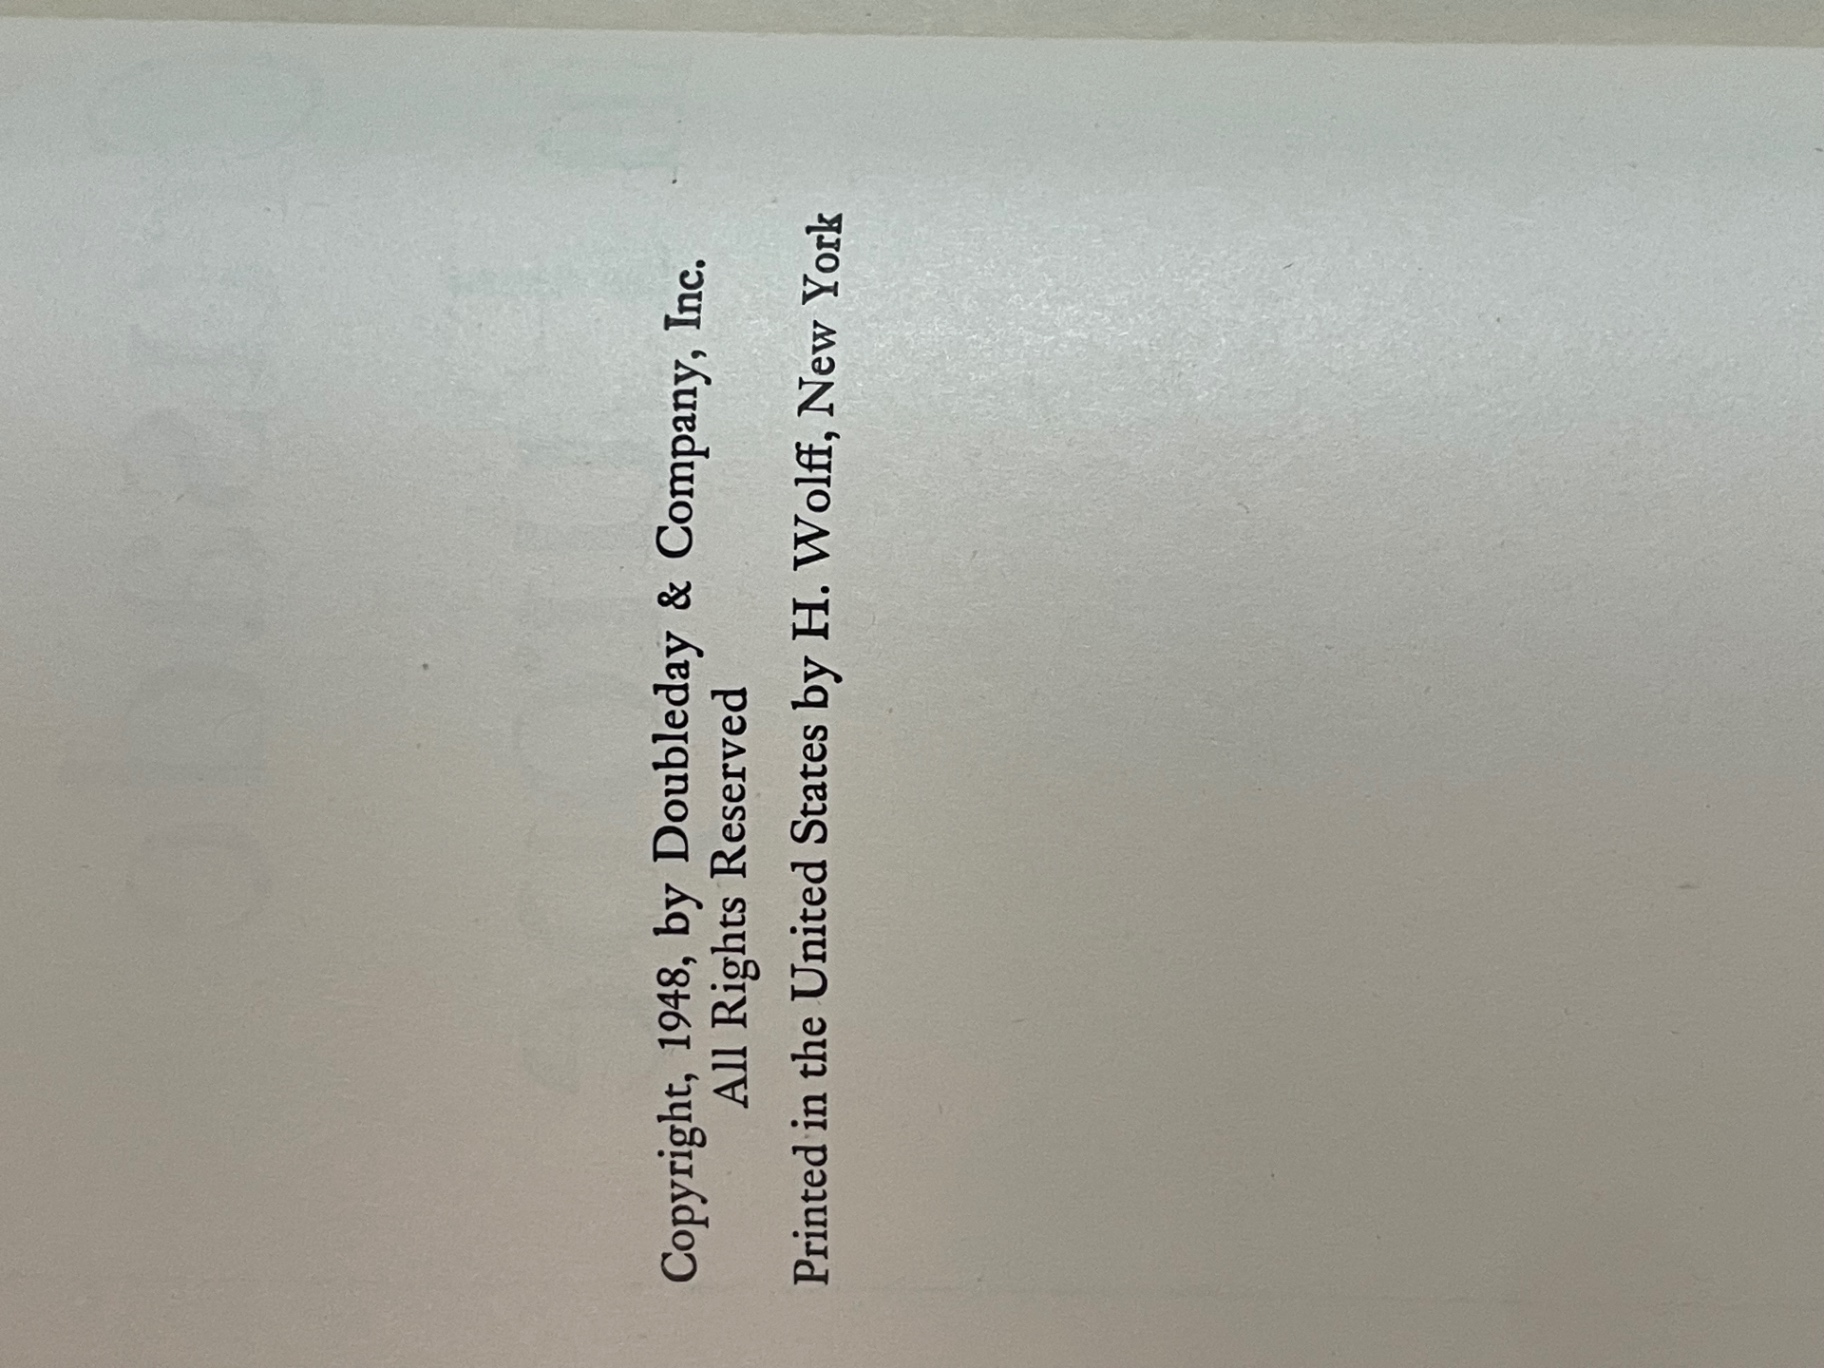 Copyright, 1948, by Doubleday & Company, Inc.
All Rights Reserved
Printed in the United States by H. Wolff, New York